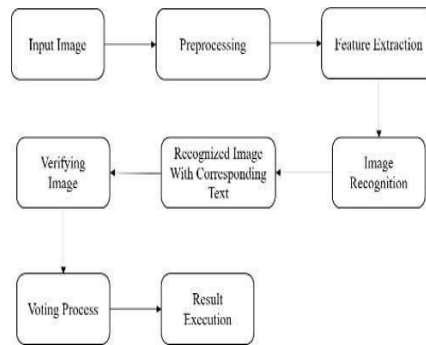 Input Image
Preprocessing
Feature Extraction
Image
Recognition
Recognized Image
With Corresponding
Text
Verifying
Image
Voting Process
Result
Execution